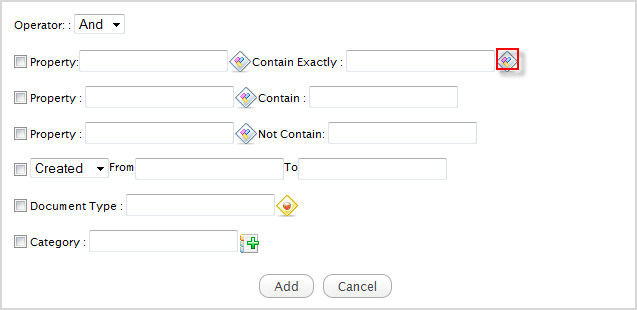 Operator: : And
Property: Contain Exactly :
Property : Contain :
Property : Not Contain:
Created From To
Document Type :
Category :
Add Cancel